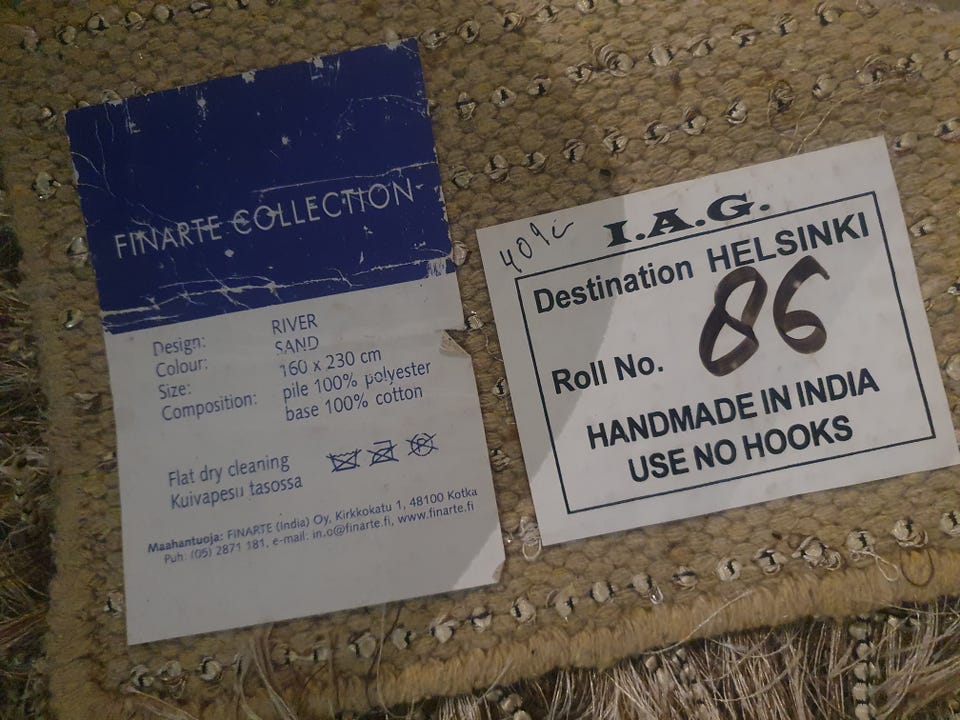 FINARTE COLLECTION
Design: RIVER
Colour: SAND
Size: 160 x 230 cm
Composition: pile 100% polyester
base 100% cotton
Flat dry cleaning
Kuivapesu tasossa
Maahantuoja: FINARTE (India) Oy, Kirkkokatu 1, 48100 Kotka
Puh: (05) 2871 181, e-mail: info@finarte.fi, www.finarte.fi
I.A.G.
Destination HELSINKI
Roll No. 86
HANDMADE IN INDIA
USE NO HOOKS